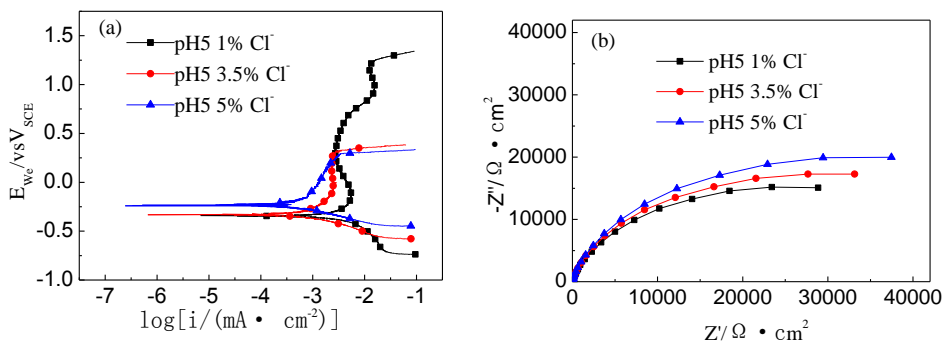 (a)
pH5 1% Cl⁻
pH5 3.5% Cl⁻
pH5 5% Cl⁻
E_We/vsV_SCE
1.5
1.0
0.5
0.0
-0.5
-1.0
-7 -6 -5 -4 -3 -2 -1
log[i/(mA· cm⁻²)]
(b)
pH5 1% Cl⁻
pH5 3.5% Cl⁻
pH5 5% Cl⁻
-Z''/Ω·cm²
40000
30000
20000
10000
0
0 10000 20000 30000 40000
Z'/Ω·cm²